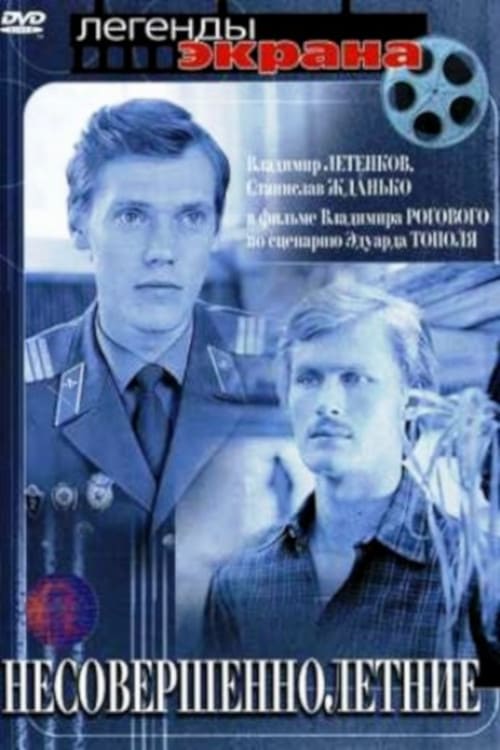 DVD
легенды
экрана
Владимир ЛЕТЕНКОВ,
Станислав ЖДАНЬКО
в фильме Владимира РОГОВОГО
по сценарию Эдуарда ТОПОЛЯ
НЕСОВЕРШЕННОЛЕТНИЕ